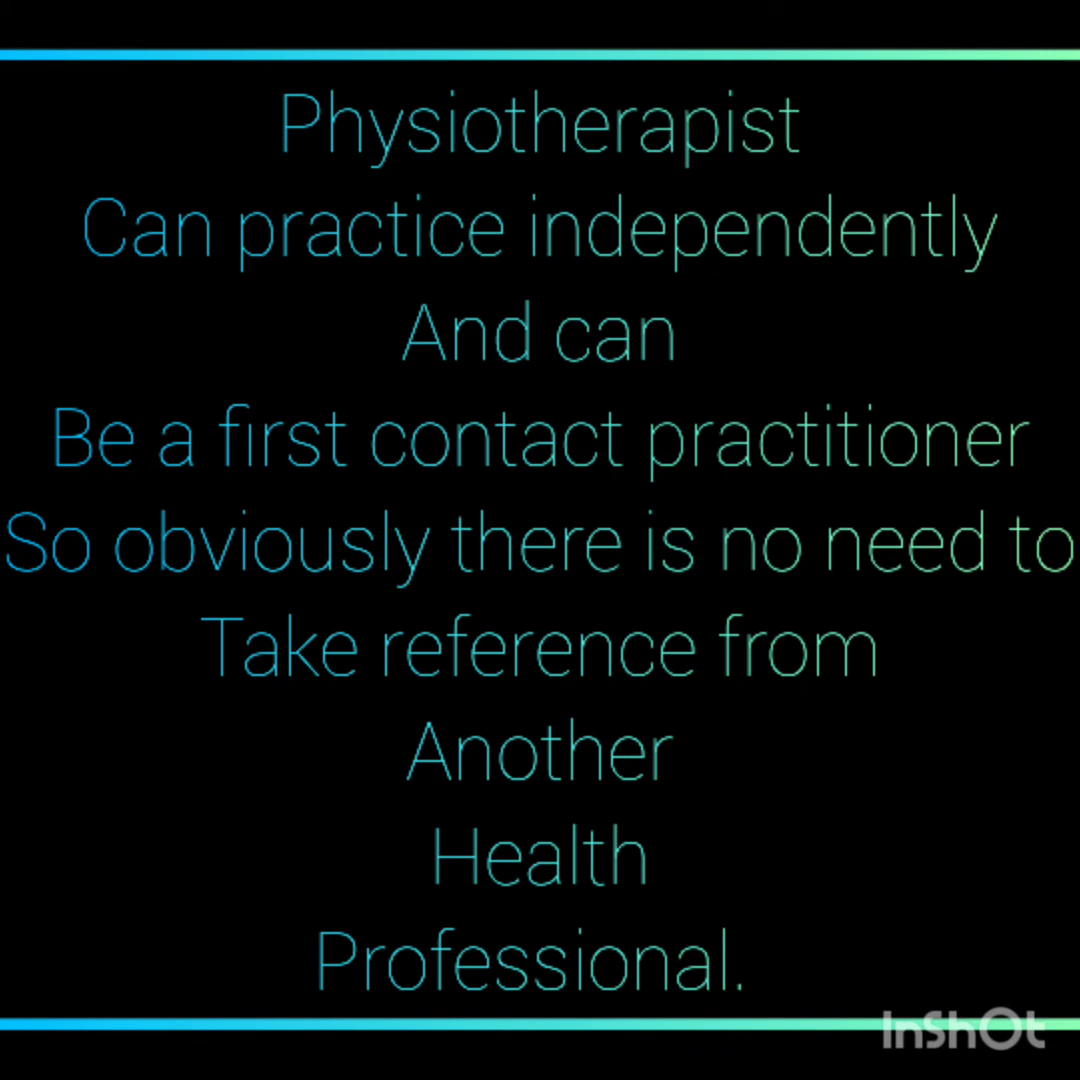 Physiotherapist
Can practice independently
And can
Be a first contact practitioner
So obviously there is no need to
Take reference from
Another
Health
Professional.
InShOt